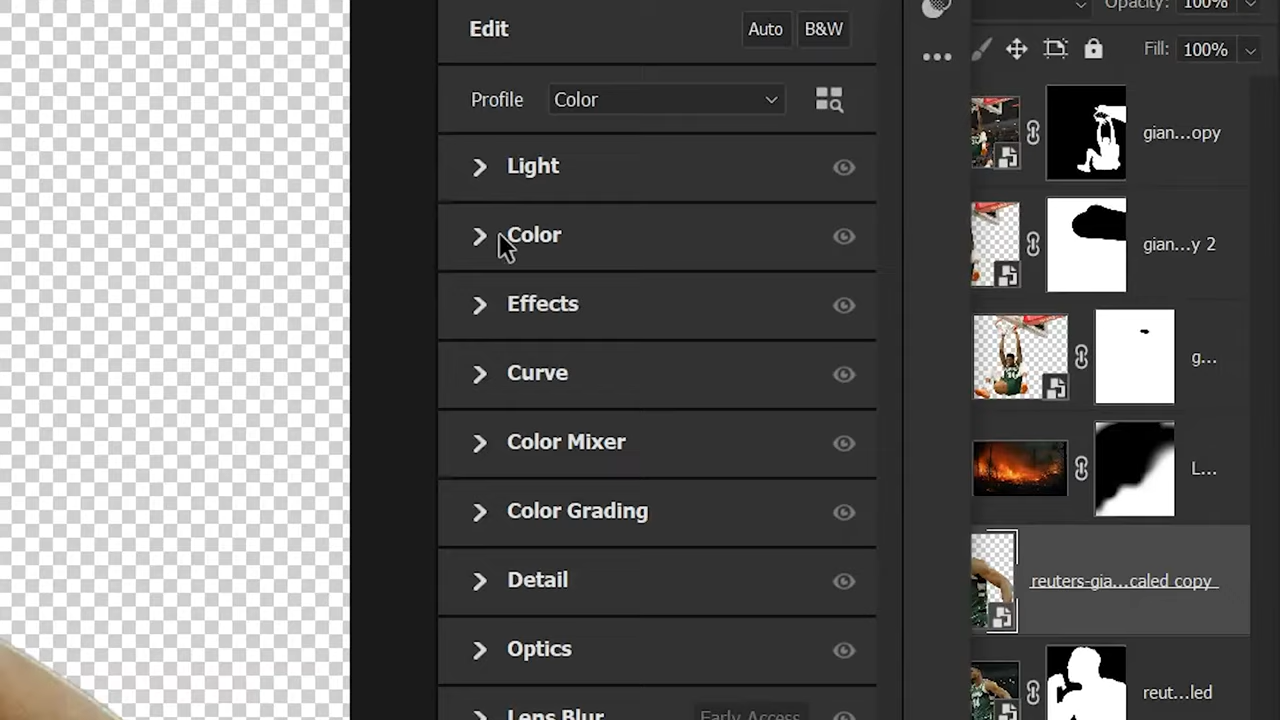 Edit
Auto
B&W
Profile
Color
Light
Color
Effects
Curve
Color Mixer
Color Grading
Detail
Optics
Lens Blur
Early Access
Opacity:
100%
Fill:
100%
gian...opy
gian...y 2
g...
L...
reuters-gia...caled copy
reut...led